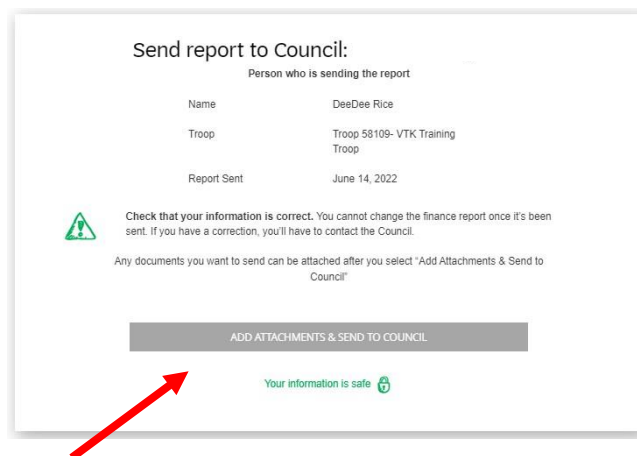 Send report to Council:
Person who is sending the report
Name DeeDee Rice
Troop Troop 58109- VTK Training
Troop
Report Sent June 14, 2022
Check that your information is correct. You cannot change the finance report once it's been
sent. If you have a correction, you'll have to contact the Council.
Any documents you want to send can be attached after you select "Add Attachments & Send to
Council"
ADD ATTACHMENTS & SEND TO COUNCIL
Your information is safe